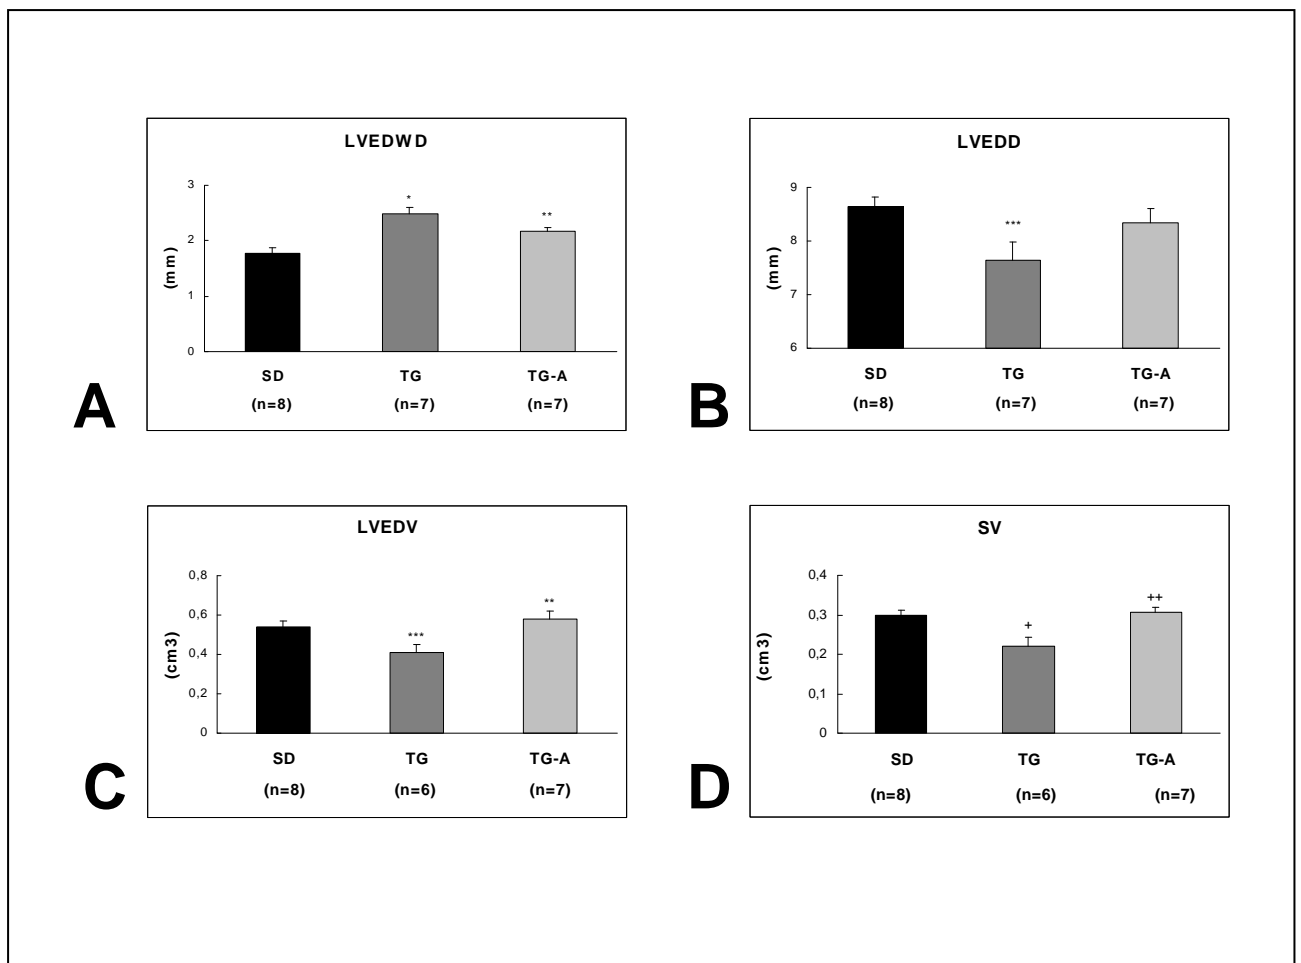 LVEDWD
3
*
**
2
(mm)
1
0
SD TG TG-A
(n=8) (n=7) (n=7)
A
LVEDD
9
***
8
(mm)
7
6
SD TG TG-A
(n=8) (n=7) (n=7)
B
LVEDV
0,8
**
0,6
***
(cm3)
0,4
0,2
0
SD TG TG-A
(n=8) (n=6) (n=7)
C
SV
0,4
++
0,3
+
(cm3)
0,2
0,1
0
SD TG TG-A
(n=8) (n=6) (n=7)
D